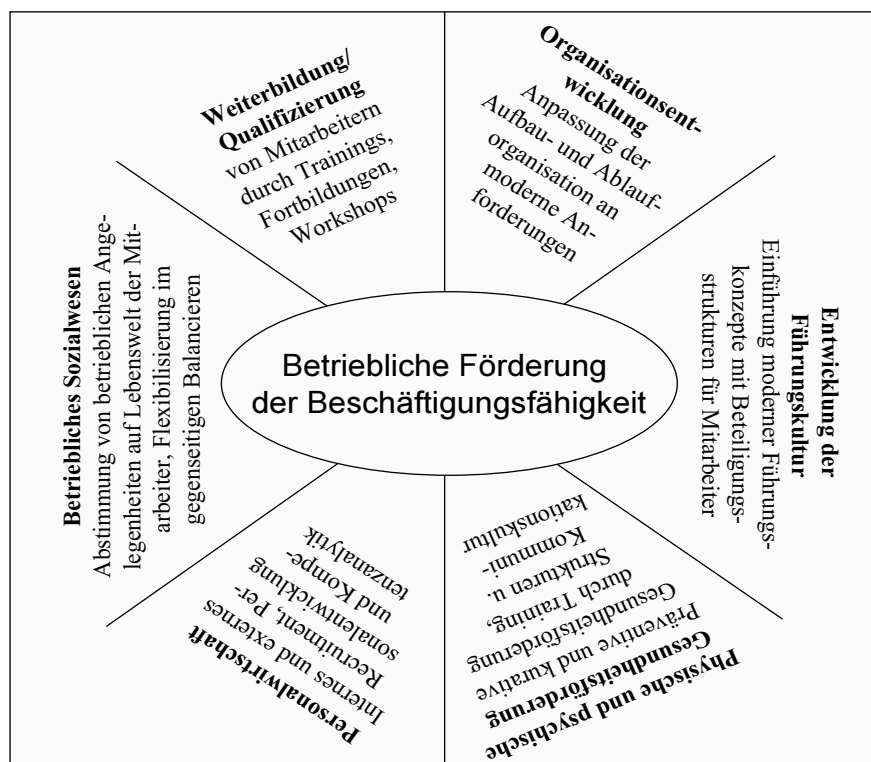 Weiterbildung/
Qualifizierung
von Mitarbeitern
durch Trainings,
Fortbildungen,
Workshops
Organisationsent-
wicklung
Anpassung der
Aufbau- und Ablauf-
organisation an
moderne An-
forderungen
Entwicklung der
Führungskultur
Einführung moderner Führungs-
konzepte mit Beteiligungs-
strukturen für Mitarbeiter
Physische und psychische
Gesundheitsförderung
Präventive und kurative
Gesundheitsförderung
durch Training,
Strukturen u.
Kommuni-
kationskultur
Personalwirtschaft
Internes und externes
Recruitment, Per-
sonalentwicklung
und Kompe-
tenzanalytik
Betriebliches Sozialwesen
Abstimmung von betrieblichen Ange-
legenheiten auf Lebenswelt der Mit-
arbeiter, Flexibilisierung im
gegenseitigen Balancieren
Betriebliche Förderung
der Beschäftigungsfähigkeit